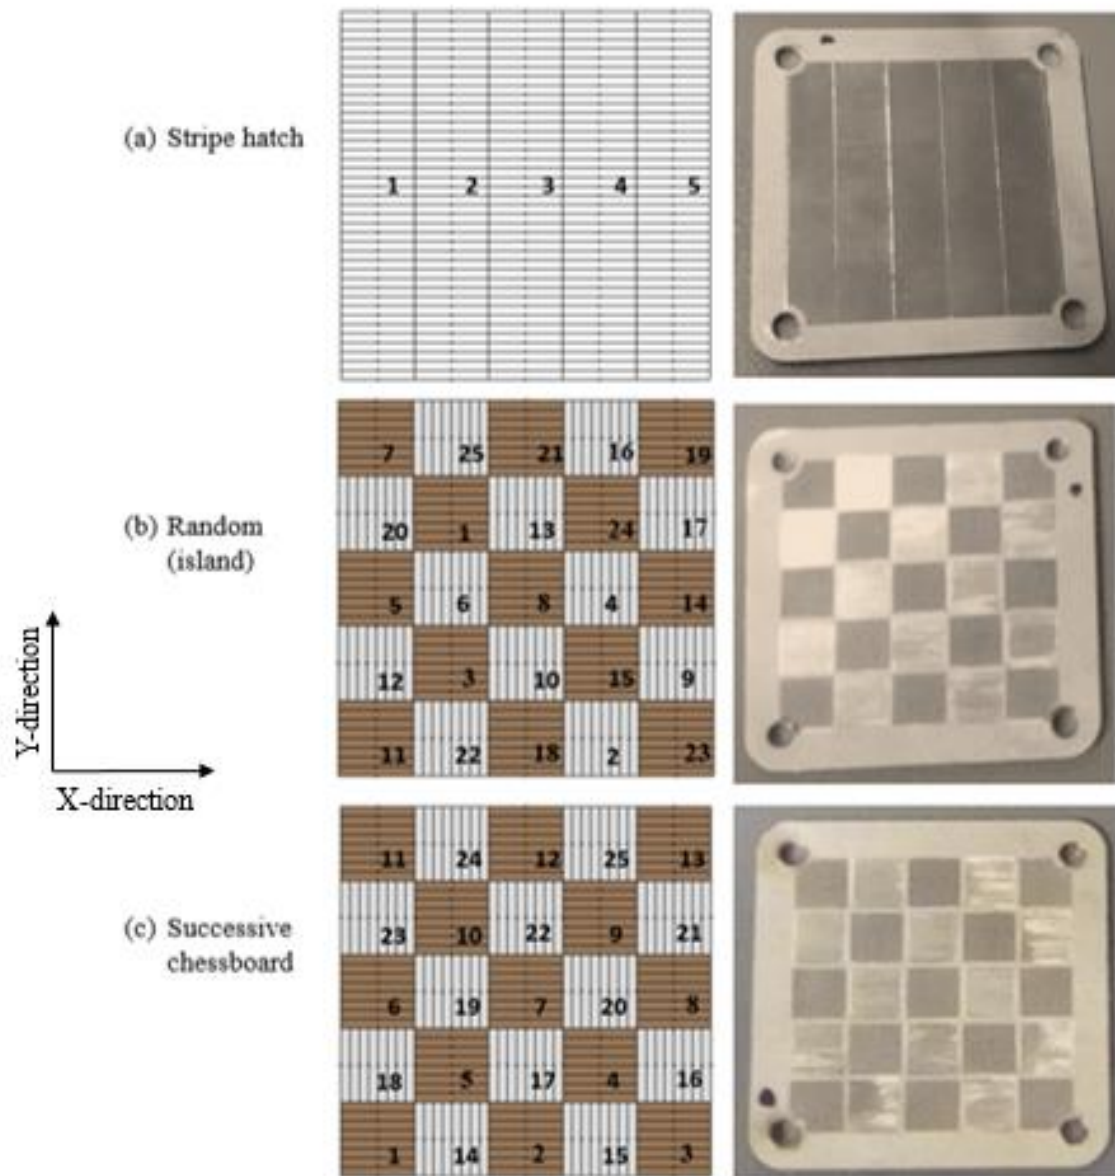 (a) Stripe hatch
1 2 3 4 5
7 25 21 16 19
(b) Random
(island)
20 1 13 24 17
5 6 8 4 14
12 3 10 15 9
11 22 18 2 23
Y-direction
X-direction
11 24 12 25 13
(c) Successive
chessboard
23 10 22 9 21
6 19 7 20 8
18 5 17 4 16
1 14 2 15 3